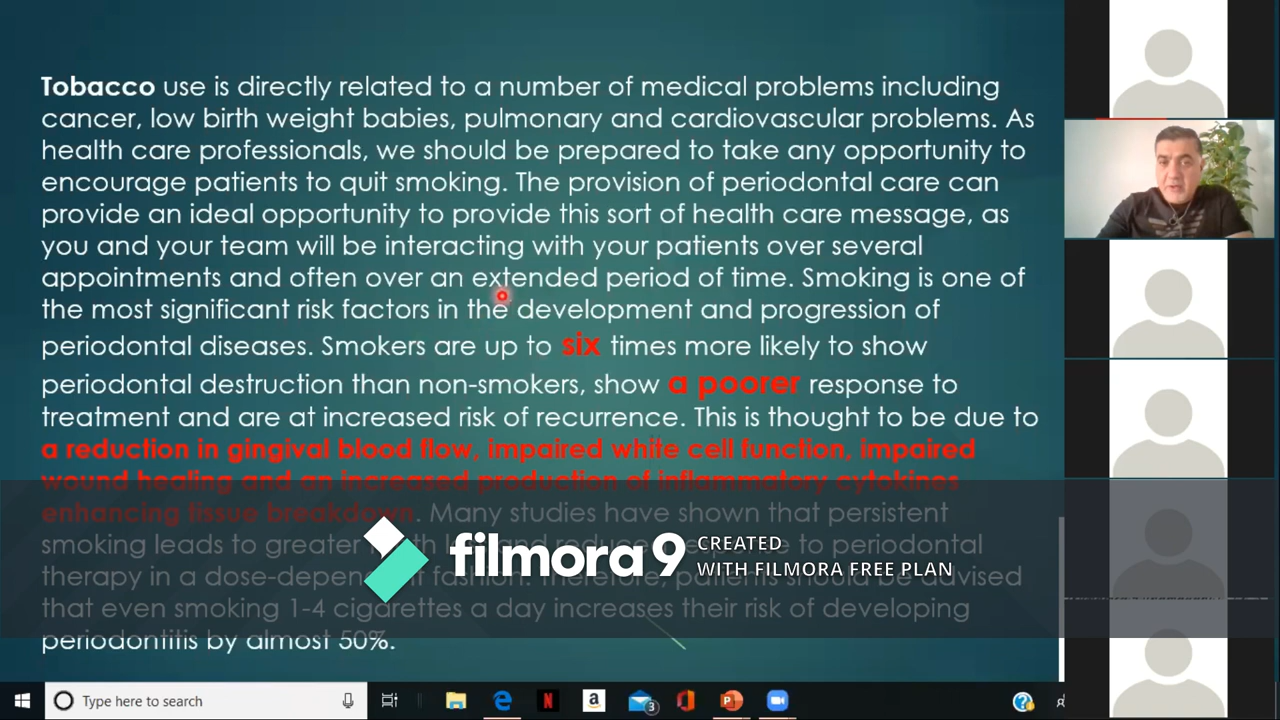 Tobacco use is directly related to a number of medical problems including
cancer, low birth weight babies, pulmonary and cardiovascular problems. As
health care professionals, we should be prepared to take any opportunity to
encourage patients to quit smoking. The provision of periodontal care can
provide an ideal opportunity to provide this sort of health care message, as
you and your team will be interacting with your patients over several
appointments and often over an extended period of time. Smoking is one of
the most significant risk factors in the development and progression of
periodontal diseases. Smokers are up to six times more likely to show
periodontal destruction than non-smokers, show a poorer response to
treatment and are at increased risk of recurrence. This is thought to be due to
a reduction in gingival blood flow, impaired white cell function, impaired
wound healing and an increased production of inflammatory cytokines
enhancing tissue breakdown. Many studies have shown that persistent
smoking leads to greater and to periodontal
therapy in a fashion. Therefore, patients should be advised
that even smoking 1-4 cigarettes a day increases their risk of developing
periodontitis by almost 50%.
filmora 9
CREATED
WITH FILMORA FREE PLAN
Type here to search
3